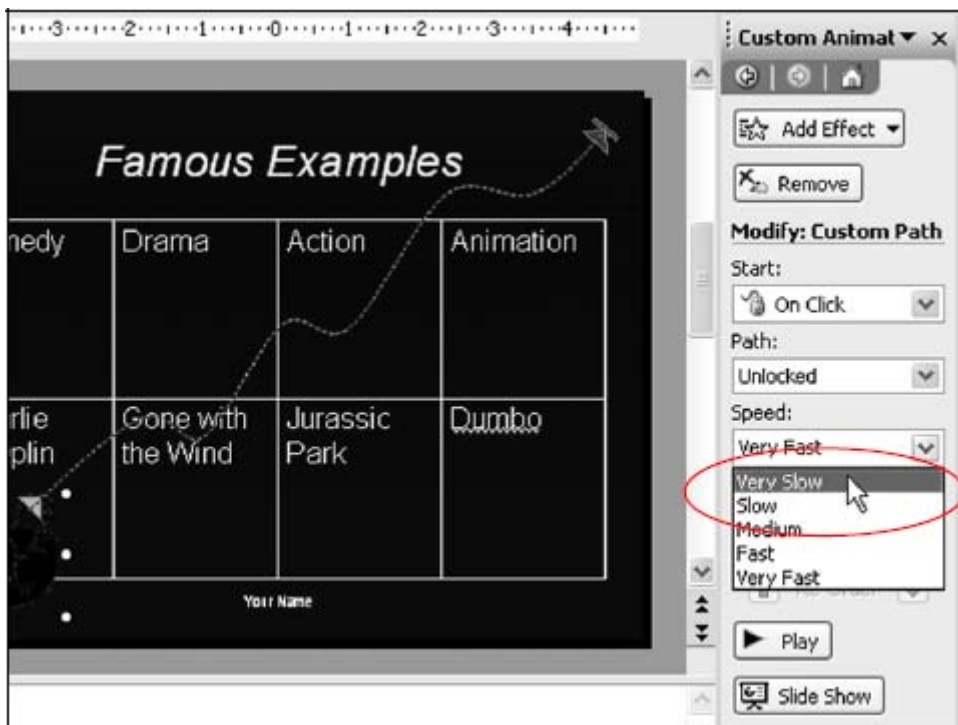 3 2 1 0 1 2 3 4
Custom Animat
Add Effect
Remove
Modify: Custom Path
Start:
On Click
Path:
Unlocked
Speed:
Very Fast
Very Slow
Slow
Medium
Fast
Very Fast
Play
Slide Show
Famous Examples
nedy Drama Action Animation
rlie Gone with Jurassic Dumbo
plin the Wind Park
Your Name